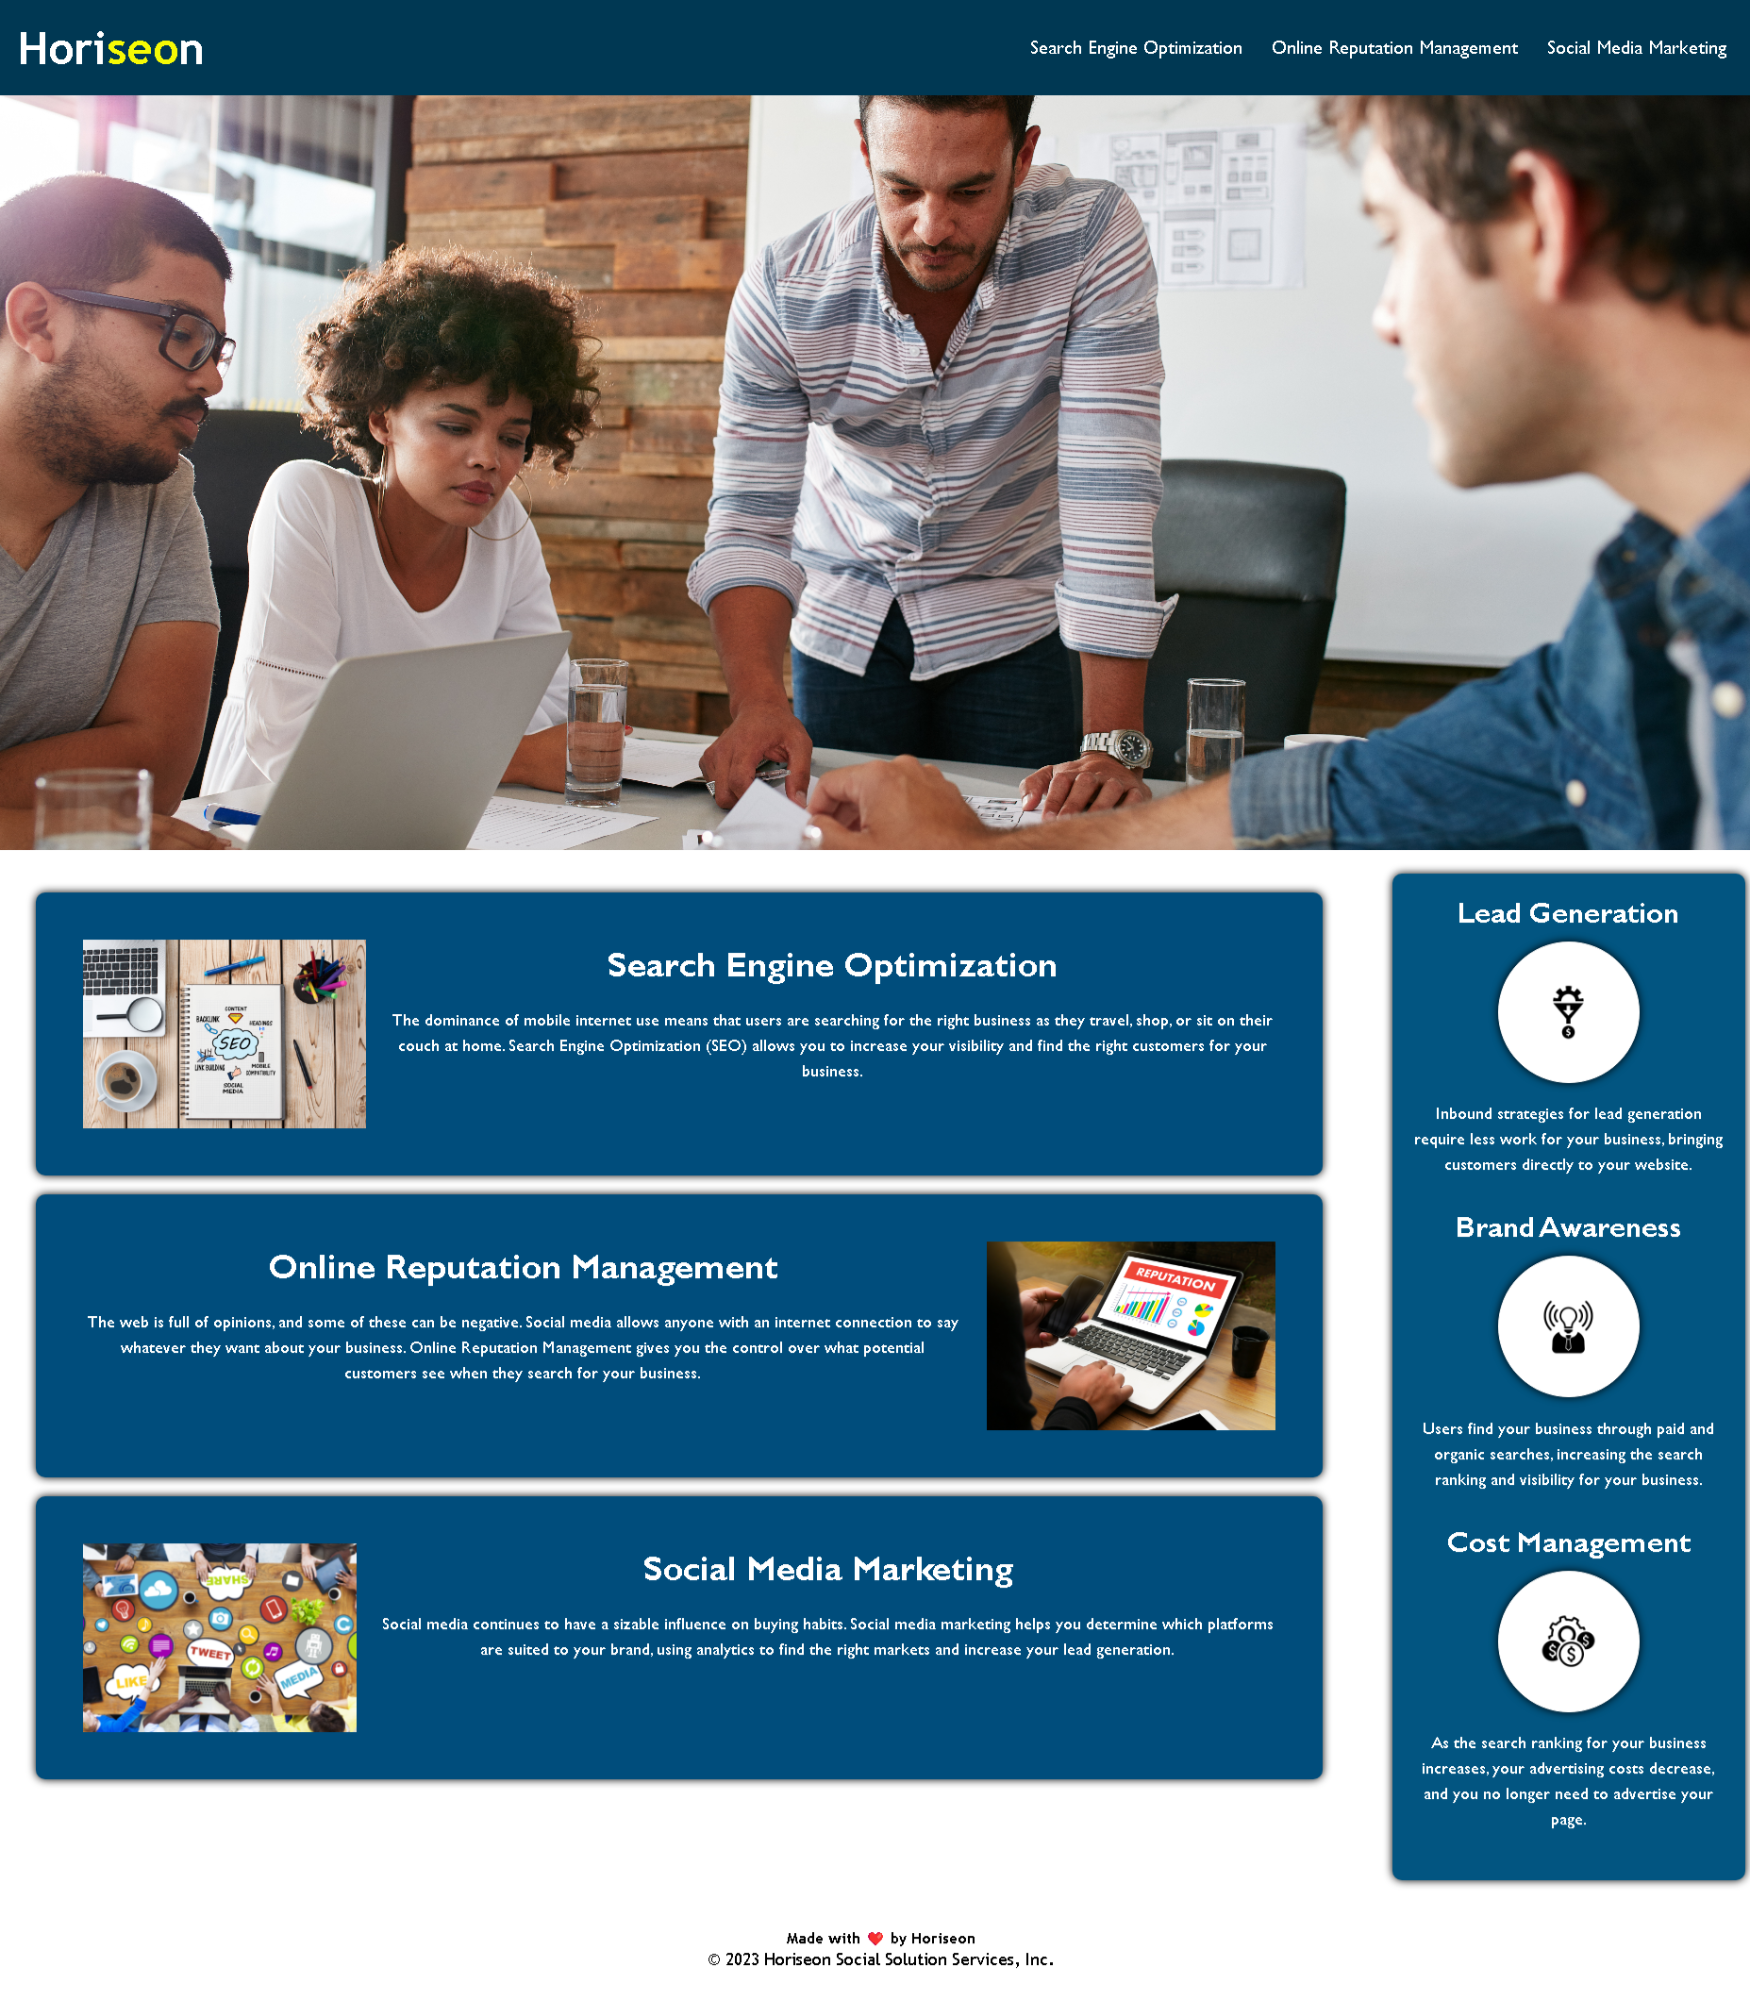 Horiseon
Search Engine Optimization
Online Reputation Management
Social Media Marketing
SEO
CONTENT
BACKLINK
HEADINGS
LINK BUILDING
MOBILE
COMPATIBILITY
SOCIAL
MEDIA
Search Engine Optimization
The dominance of mobile internet use means that users are searching for the right business as they travel, shop, or sit on their
couch at home. Search Engine Optimization (SEO) allows you to increase your visibility and find the right customers for your
business.
Online Reputation Management
The web is full of opinions, and some of these can be negative. Social media allows anyone with an internet connection to say
whatever they want about your business. Online Reputation Management gives you the control over what potential
customers see when they search for your business.
REPUTATION
SHARE
TWEET
LIKE
MEDIA
Social Media Marketing
Social media continues to have a sizable influence on buying habits. Social media marketing helps you determine which platforms
are suited to your brand, using analytics to find the right markets and increase your lead generation.
Lead Generation
$
Inbound strategies for lead generation
require less work for your business, bringing
customers directly to your website.
Brand Awareness
Users find your business through paid and
organic searches, increasing the search
ranking and visibility for your business.
Cost Management
$ $ $
As the search ranking for your business
increases, your advertising costs decrease,
and you no longer need to advertise your
page.
Made with ❤️ by Horiseon
© 2023 Horiseon Social Solution Services, Inc.